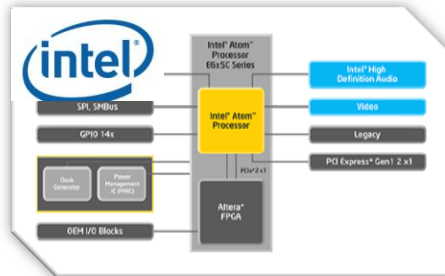 intel
Intel® Atom™
Processor
E6x5C Series
SPI, SMBus
GPIO 14x
Clock
Generator
Power
Management
IC (PMIC)
OEM I/O Blocks
Intel® Atom™
Processor
PCIe* 2 x1
Altera*
FPGA
Intel® High
Definition Audio
Video
Legacy
PCI Express* Gen1 2 x1